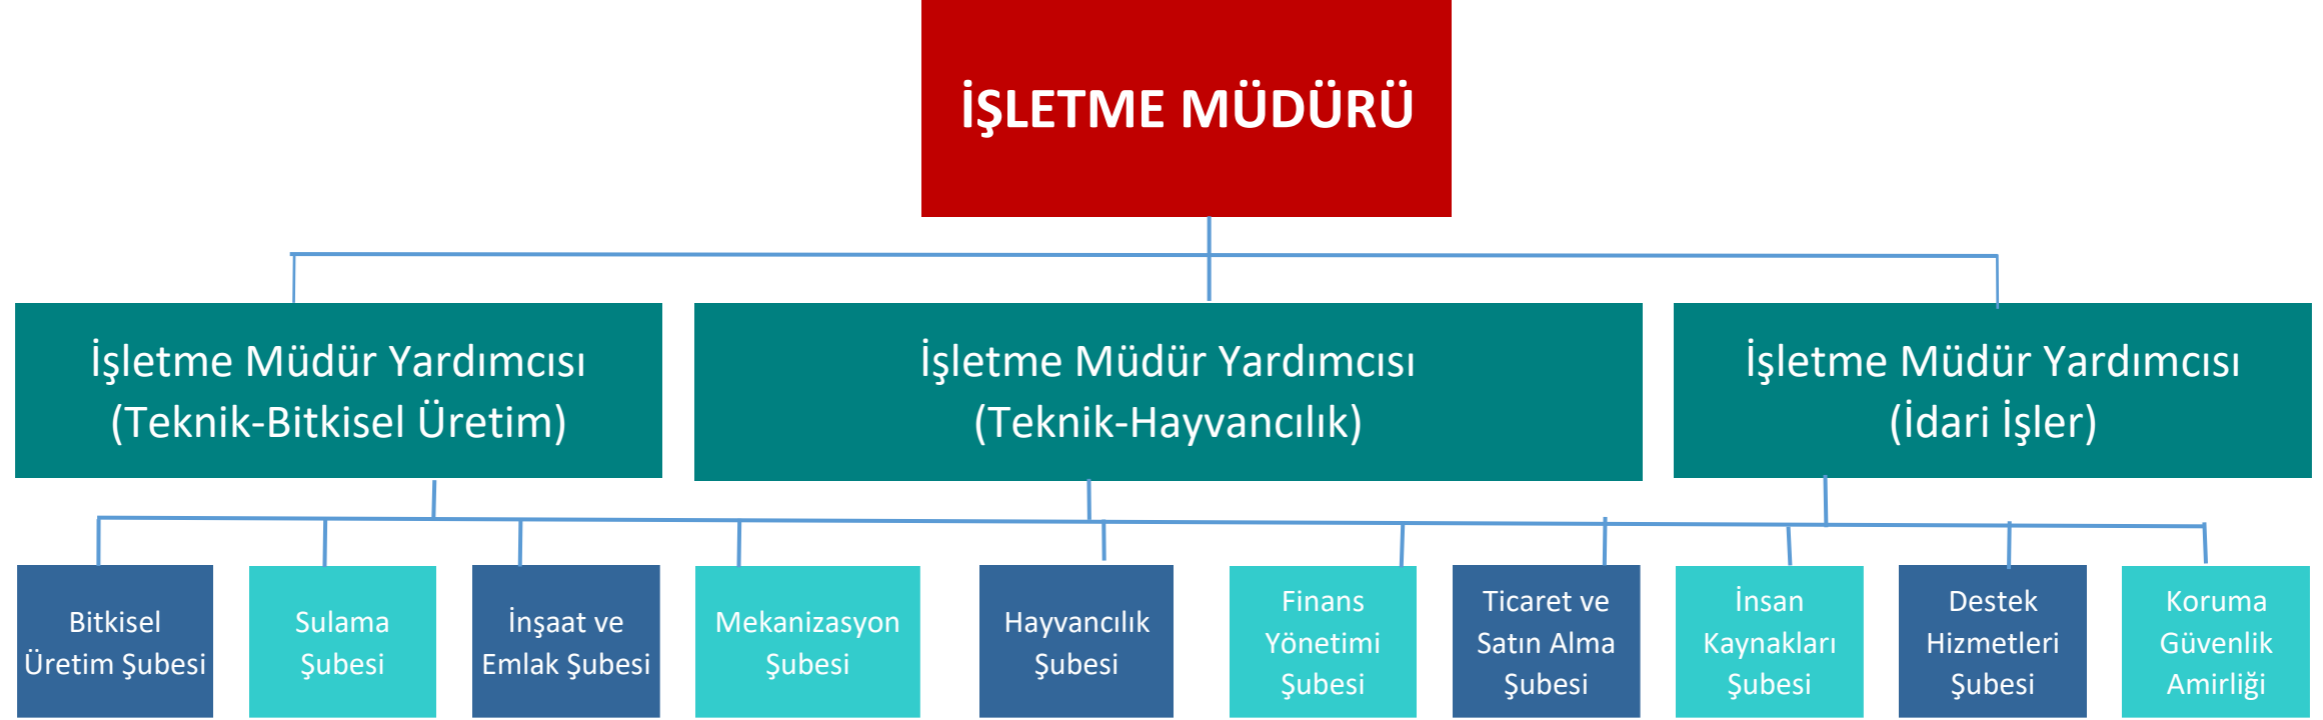 İŞLETME MÜDÜRÜ
İşletme Müdür Yardımcısı
(Teknik-Bitkisel Üretim)
İşletme Müdür Yardımcısı
(Teknik-Hayvancılık)
İşletme Müdür Yardımcısı
(İdari İşler)
Bitkisel
Üretim Şubesi
Sulama
Şubesi
İnşaat ve
Emlak Şubesi
Mekanizasyon
Şubesi
Hayvancılık
Şubesi
Finans
Yönetimi
Şubesi
Ticaret ve
Satın Alma
Şubesi
İnsan
Kaynakları
Şubesi
Destek
Hizmetleri
Şubesi
Koruma
Güvenlik
Amirliği